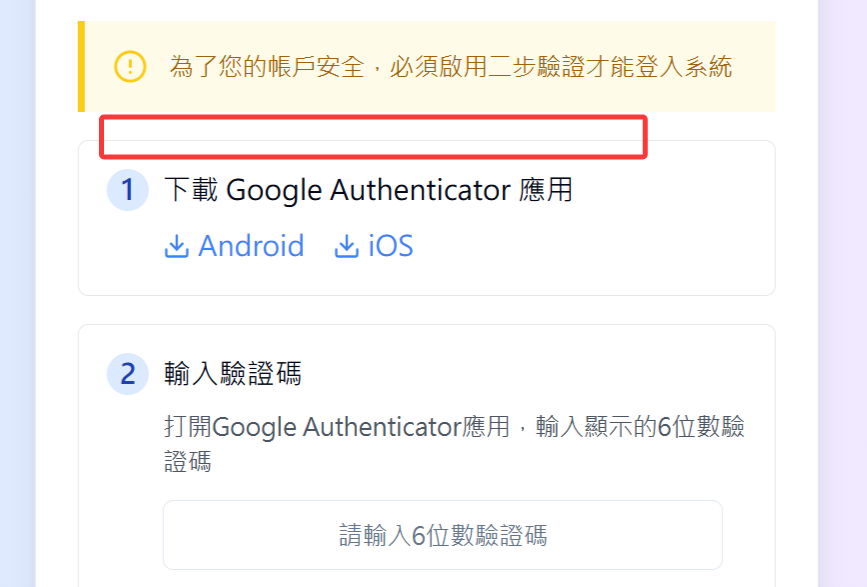 為了您的帳戶安全，必須啟用二步驗證才能登入系統
1 下載 Google Authenticator 應用
Android iOS
2 輸入驗證碼
打開Google Authenticator應用，輸入顯示的6位數驗
證碼
請輸入6位數驗證碼